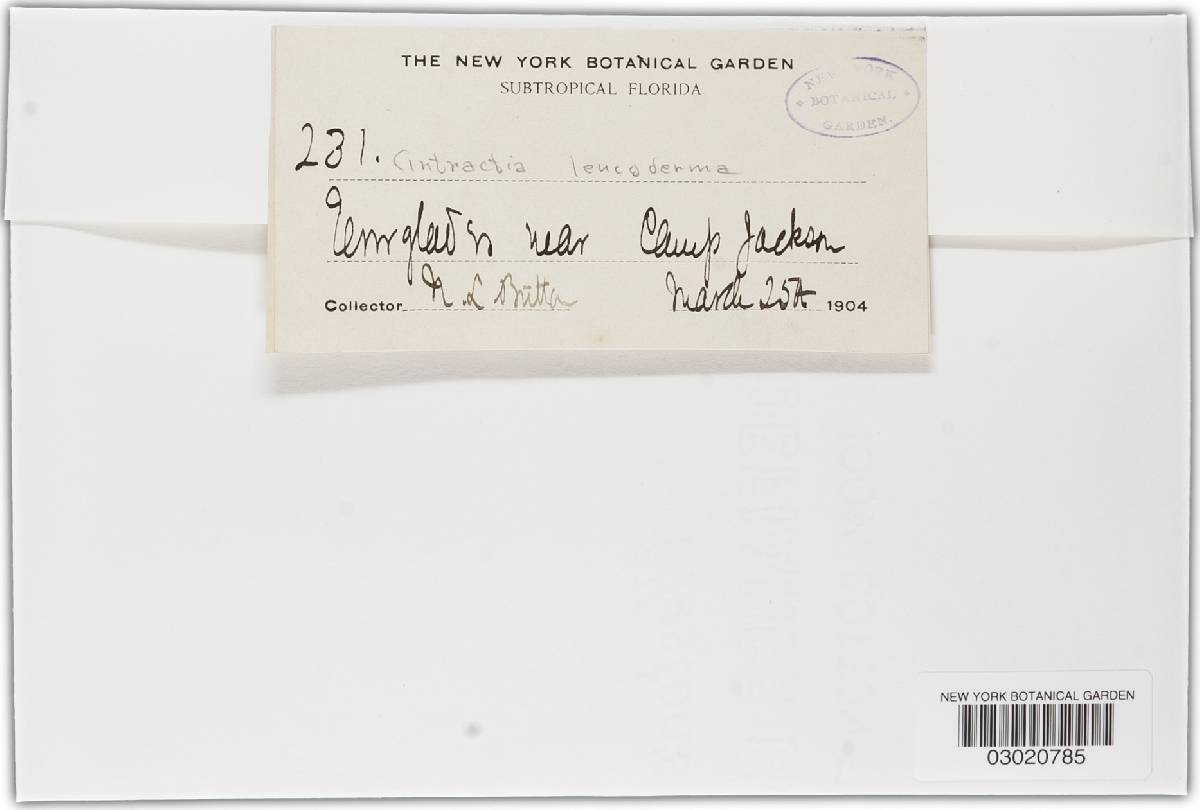 THE NEW YORK BOTANICAL GARDEN
SUBTROPICAL FLORIDA
NEW YORK
BOTANICAL
GARDEN.
231. Cintractia leucoderma
Everglades near Camp Jackson
Collector N. L. Britton March 25th 1904
NEW YORK BOTANICAL GARDEN
03020785